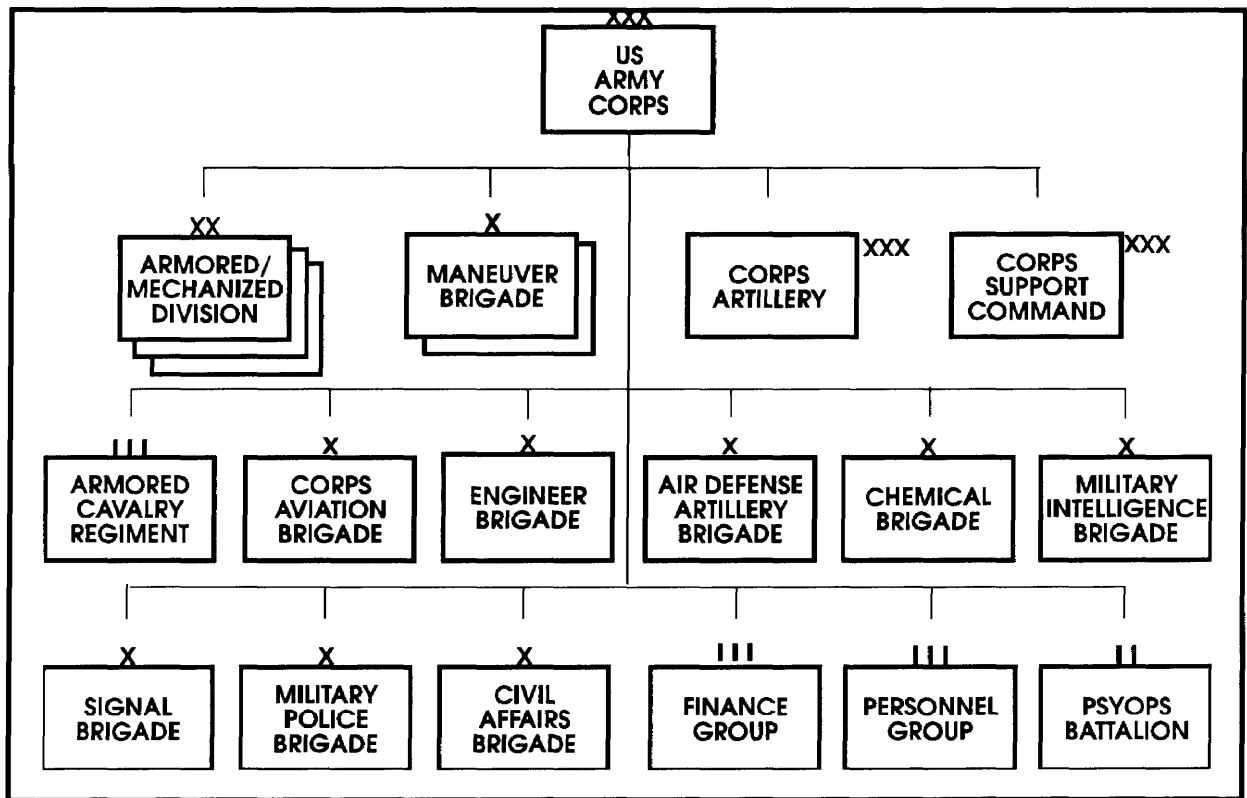 XXX
US
ARMY
CORPS
XX
ARMORED/
MECHANIZED
DIVISION
X
MANEUVER
BRIGADE
CORPS
ARTILLERY
XXX
CORPS
SUPPORT
COMMAND
XXX
III
ARMORED
CAVALRY
REGIMENT
X
CORPS
AVIATION
BRIGADE
X
ENGINEER
BRIGADE
X
AIR DEFENSE
ARTILLERY
BRIGADE
X
CHEMICAL
BRIGADE
X
MILITARY
INTELLIGENCE
BRIGADE
X
SIGNAL
BRIGADE
X
MILITARY
POLICE
BRIGADE
X
CIVIL
AFFAIRS
BRIGADE
III
FINANCE
GROUP
III
PERSONNEL
GROUP
II
PSYOPS
BATTALION